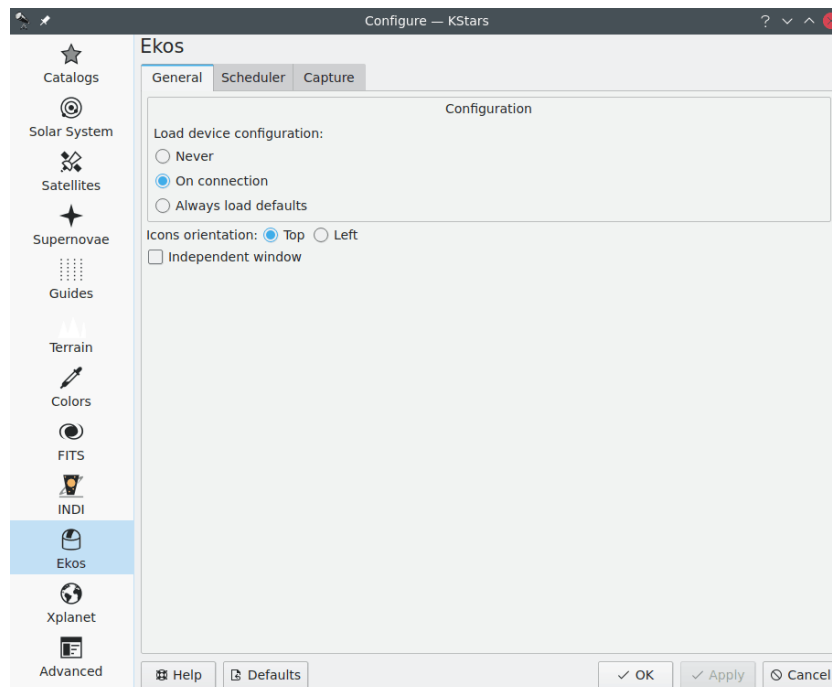 Configure — KStars
?
Ekos
Catalogs
Solar System
Satellites
Supernovae
Guides
Terrain
Colors
FITS
INDI
Ekos
Xplanet
Advanced
General Scheduler Capture
Configuration
Load device configuration:
Never
On connection
Always load defaults
Icons orientation: Top Left
Independent window
Help Defaults OK Apply Cancel